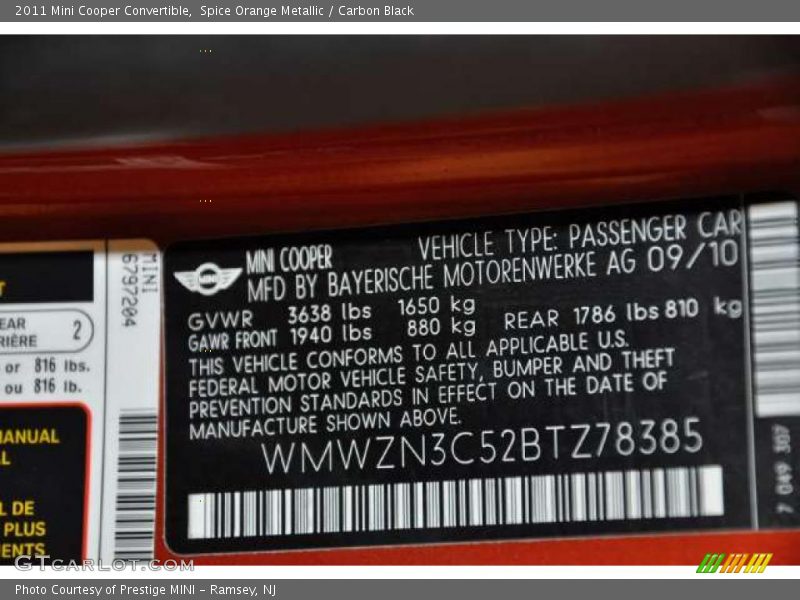 2011 Mini Cooper Convertible, Spice Orange Metallic / Carbon Black
MINI
6797204
EAR
RIÈRE
2
or 816 lbs.
ou 816 lb.
MANUAL
L DE
PLUS
MENTS
MINI
MINI COOPER VEHICLE TYPE: PASSENGER CAR
MFD BY BAYERISCHE MOTORENWERKE AG 09/10
GVWR 3638 lbs 1650 kg
GAWR FRONT 1940 lbs 880 kg REAR 1786 lbs 810 kg
THIS VEHICLE CONFORMS TO ALL APPLICABLE U.S.
FEDERAL MOTOR VEHICLE SAFETY, BUMPER AND THEFT
PREVENTION STANDARDS IN EFFECT ON THE DATE OF
MANUFACTURE SHOWN ABOVE.
WMWZN3C52BTZ78385
7 049 307
GTcarlot.com
Photo Courtesy of Prestige MINI - Ramsey, NJ